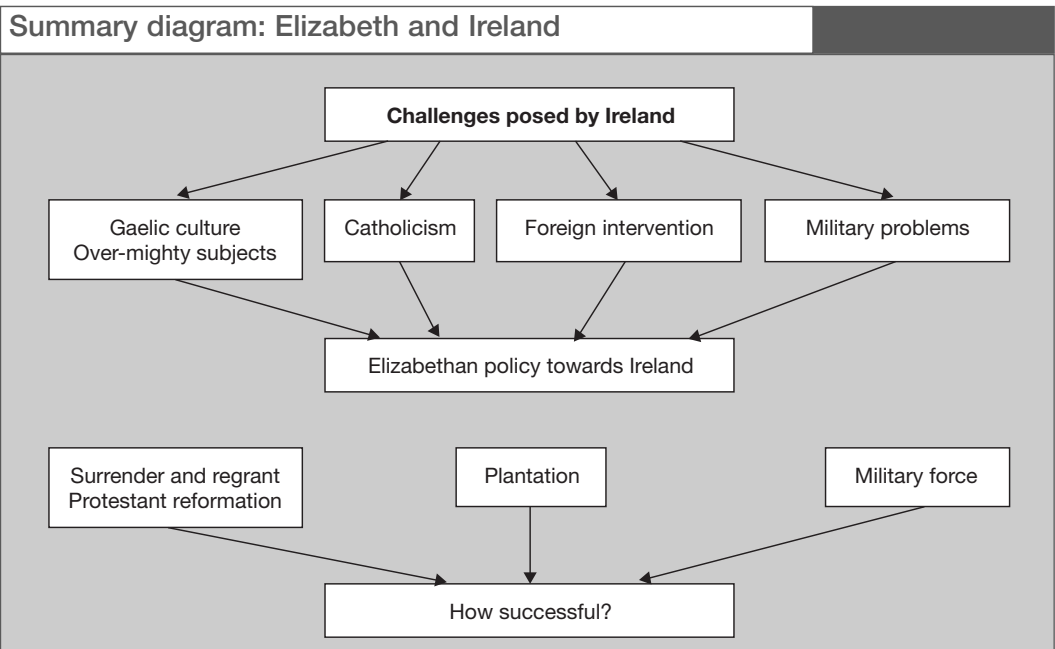 Summary diagram: Elizabeth and Ireland
Challenges posed by Ireland
Gaelic culture
Over-mighty subjects
Catholicism
Foreign intervention
Military problems
Elizabethan policy towards Ireland
Surrender and regrant
Protestant reformation
Plantation
Military force
How successful?